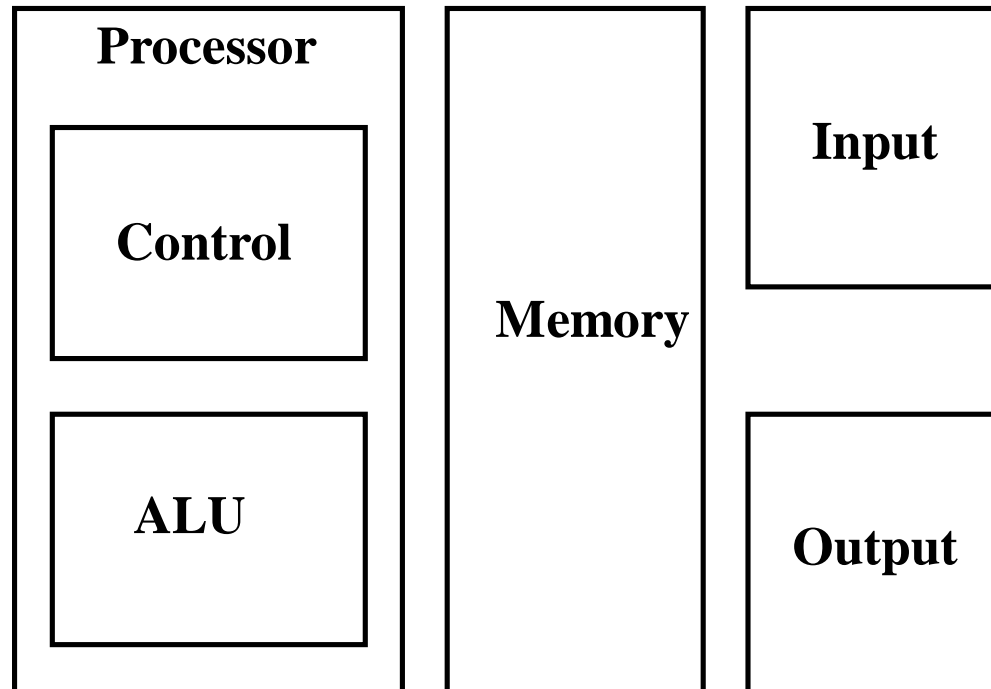 Processor
Control
ALU
Memory
Input
Output